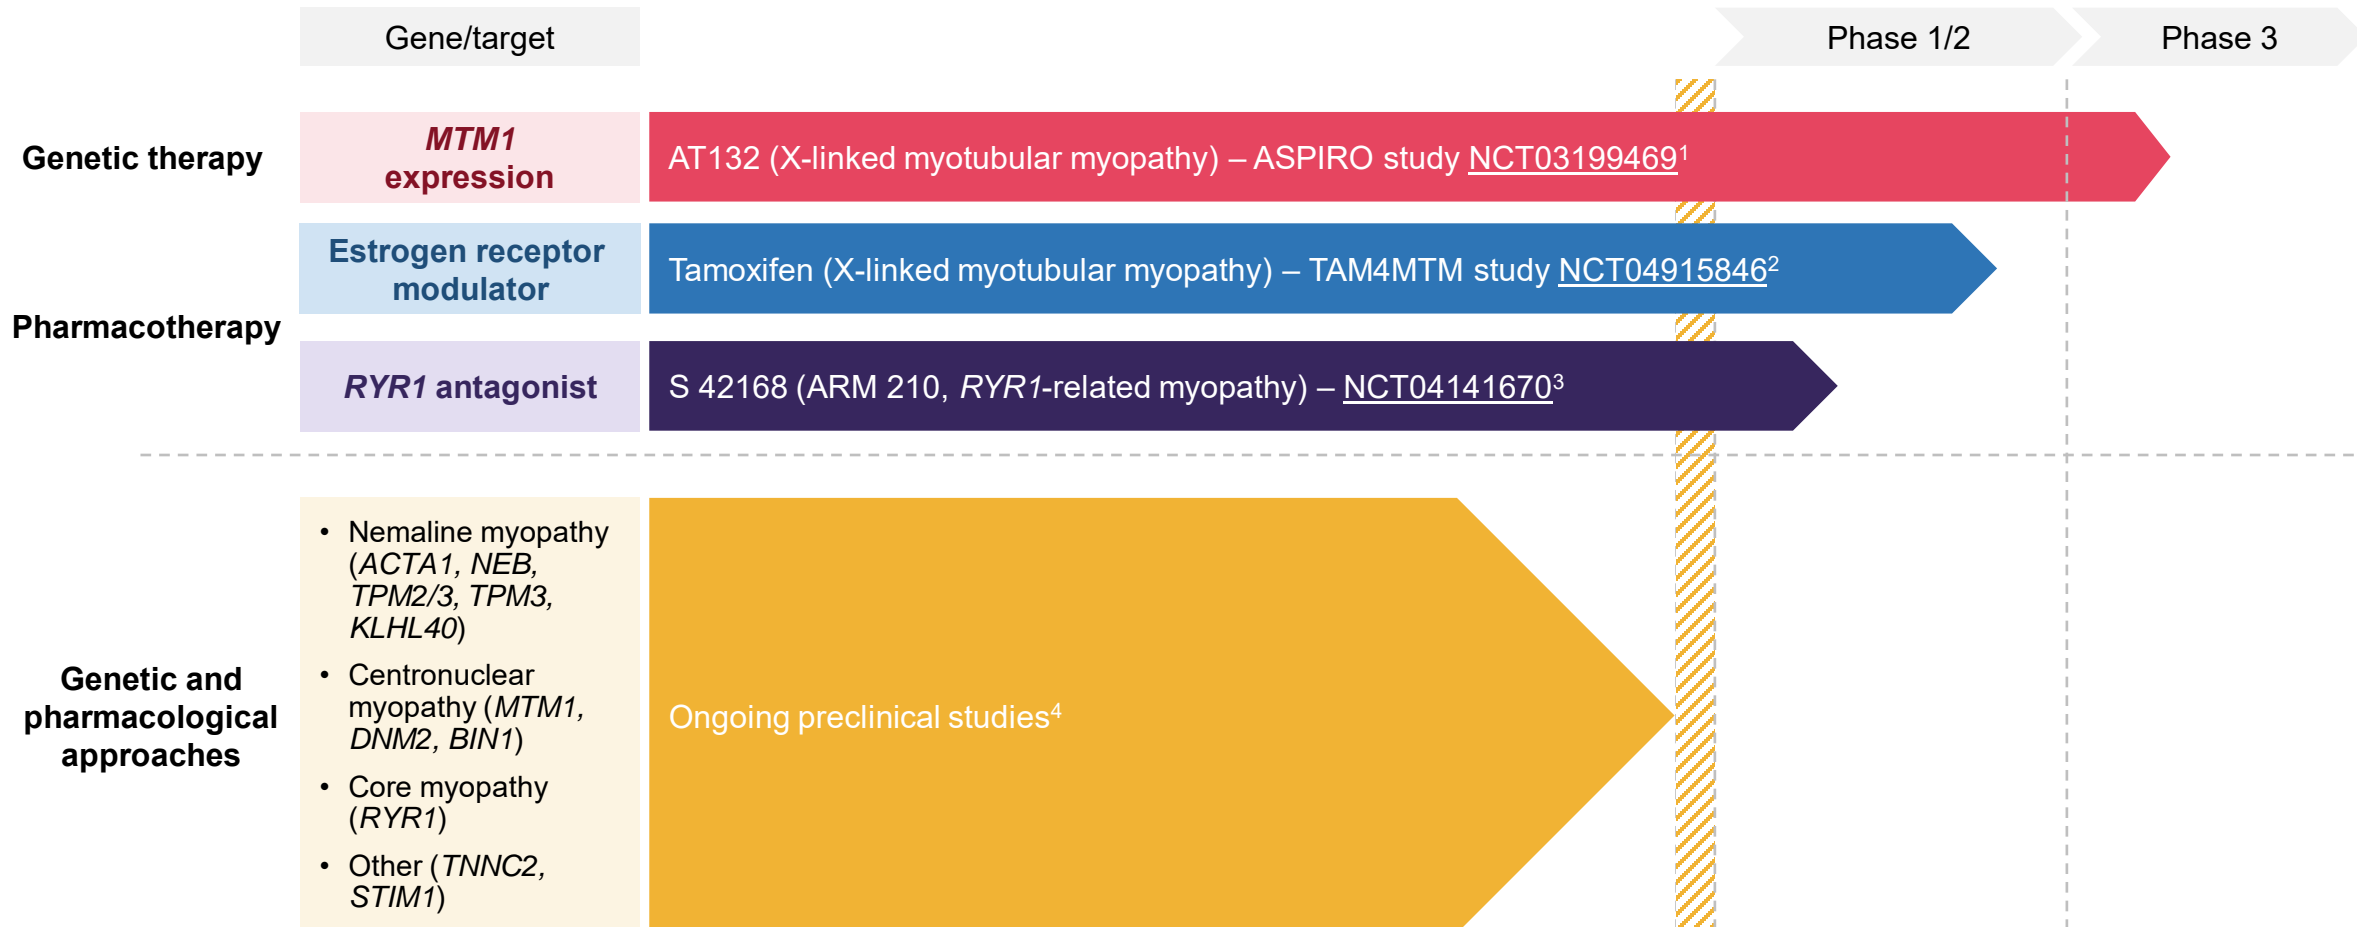 Gene/target
Phase 1/2
Phase 3
Genetic therapy
MTM1
expression
AT132 (X-linked myotubular myopathy) – ASPIRO study NCT03199469¹
Pharmacotherapy
Estrogen receptor
modulator
Tamoxifen (X-linked myotubular myopathy) – TAM4MTM study NCT04915846²
RYR1 antagonist
S 42168 (ARM 210, RYR1-related myopathy) – NCT04141670³
Genetic and
pharmacological
approaches
• Nemaline myopathy
(ACTA1, NEB,
TPM2/3, TPM3,
KLHL40)
• Centronuclear
myopathy (MTM1,
DNM2, BIN1)
• Core myopathy
(RYR1)
• Other (TNNC2,
STIM1)
Ongoing preclinical studies⁴